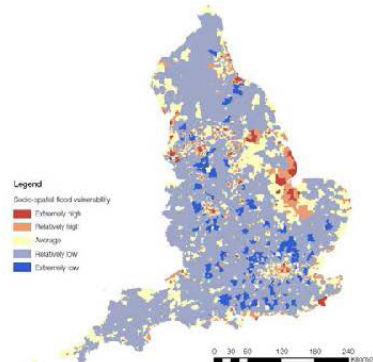 Legend
Socio-spatial flood vulnerability
Extremely high
Relatively high
Average
Relatively low
Extremely low
0 30 60 120 180 240